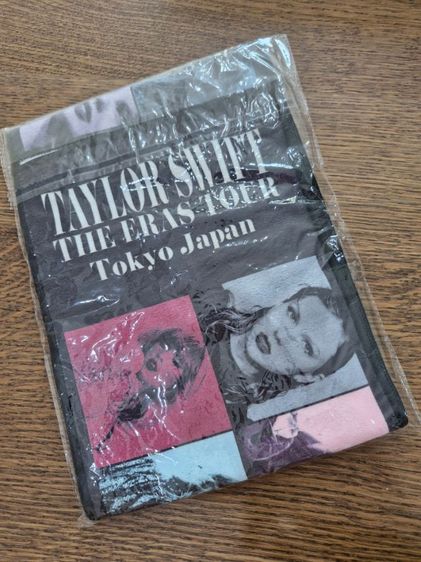 TAYLOR SWIFT
THE ERAS TOUR
Tokyo Japan